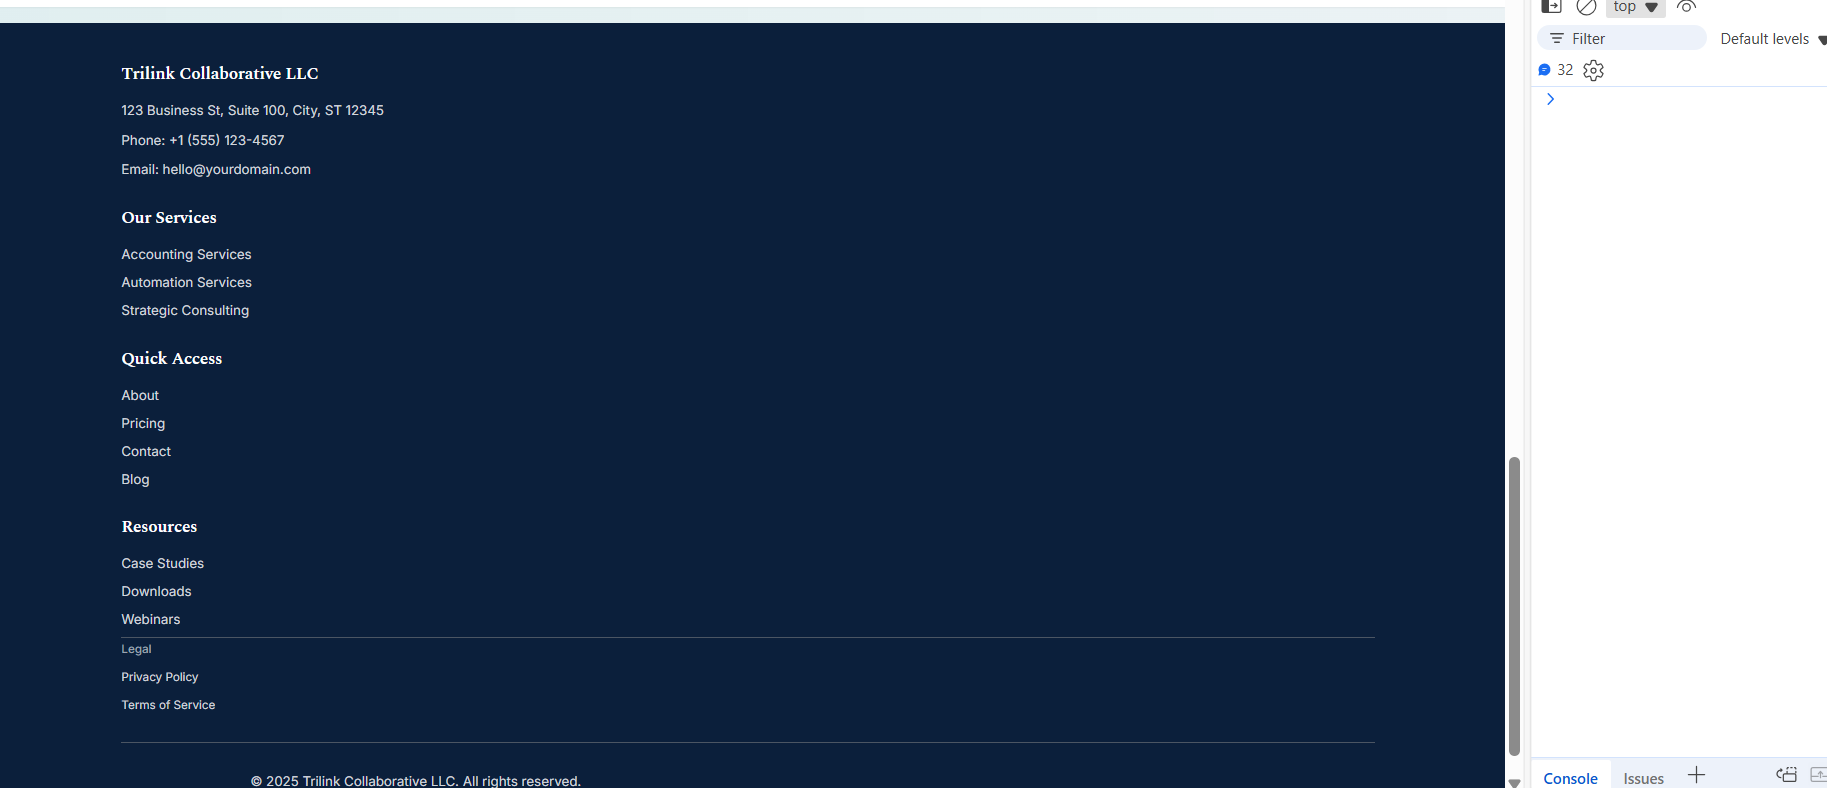 Trilink Collaborative LLC
123 Business St, Suite 100, City, ST 12345
Phone: +1 (555) 123-4567
Email: hello@yourdomain.com
Our Services
Accounting Services
Automation Services
Strategic Consulting
Quick Access
About
Pricing
Contact
Blog
Resources
Case Studies
Downloads
Webinars
Legal
Privacy Policy
Terms of Service
© 2025 Trilink Collaborative LLC. All rights reserved.
top
Filter
Default levels
32
Console
Issues